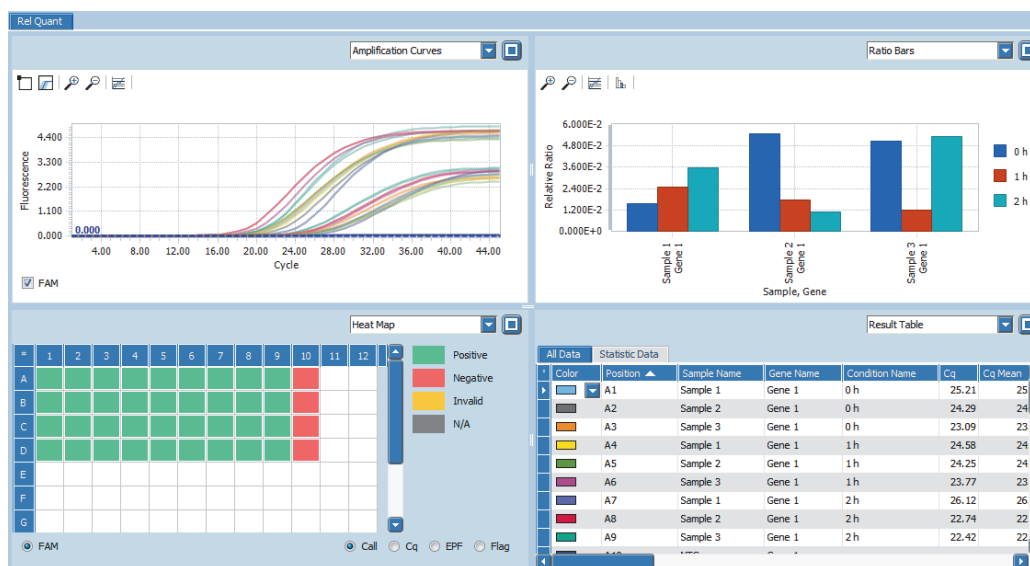 Rel Quant
Amplification Curves
Fluorescence
4.400
3.300
2.200
1.100
0.000
0.000
4.00 8.00 12.00 16.00 20.00 24.00 28.00 32.00 36.00 40.00 44.00
Cycle
FAM
Ratio Bars
Relative Ratio
6.000E-2
4.800E-2
3.600E-2
2.400E-2
1.200E-2
0.000E+0
0 h
1 h
2 h
Sample 1
Gene 1
Sample 2
Gene 1
Sample 3
Gene 1
Sample, Gene
Heat Map
* 1 2 3 4 5 6 7 8 9 10 11 12
A
B
C
D
E
F
G
Positive
Negative
Invalid
N/A
FAM
Call Cq EPF Flag
Result Table
All Data Statistic Data
Color Position Sample Name Gene Name Condition Name Cq Cq Mean
A1 Sample 1 Gene 1 0 h 25.21 25
A2 Sample 2 Gene 1 0 h 24.29 24
A3 Sample 3 Gene 1 0 h 23.09 23
A4 Sample 1 Gene 1 1 h 24.58 24
A5 Sample 2 Gene 1 1 h 24.25 24
A6 Sample 3 Gene 1 1 h 23.77 23
A7 Sample 1 Gene 1 2 h 26.12 26
A8 Sample 2 Gene 1 2 h 22.74 22
A9 Sample 3 Gene 1 2 h 22.42 22.